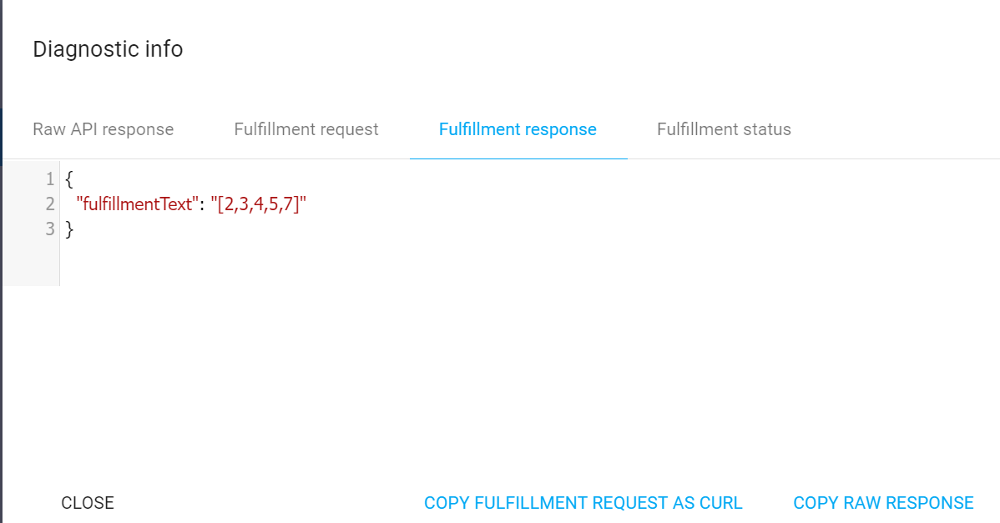 Diagnostic info
Raw API response Fulfillment request Fulfillment response Fulfillment status
1 {
2 "fulfillmentText": "[2,3,4,5,7]"
3 }
CLOSE COPY FULFILLMENT REQUEST AS CURL COPY RAW RESPONSE